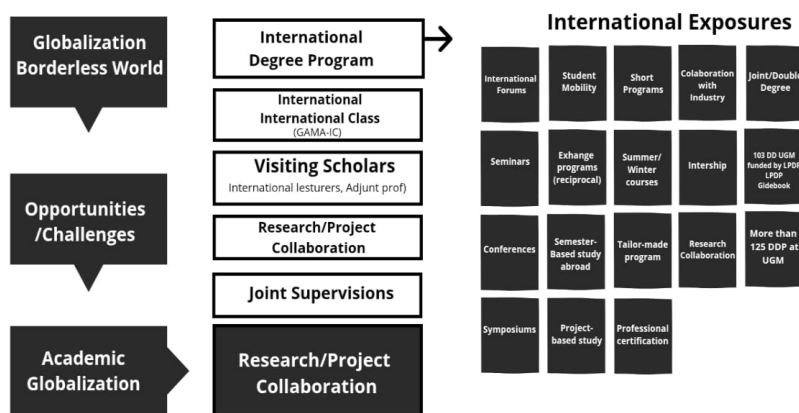 Globalization
Borderless World
Opportunities
/Challenges
Academic
Globalization
International
Degree Program
International
International Class
(GAMA-IC)
Visiting Scholars
International lesturers, Adjunt prof)
Research/Project
Collaboration
Joint Supervisions
Research/Project
Collaboration
International Exposures
International
Forums
Student
Mobility
Short
Programs
Colaboration
with
Industry
Joint/Double
Degree
Seminars
Exhange
programs
(reciprocal)
Summer/
Winter
courses
Intership
103 DD UGM
funded by LPDP
LPDP
Gidebook
Conferences
Semester-
Based study
abroad
Tailor-made
program
Research
Collaboration
More than
125 DDP at
UGM
Symposiums
Project-
based study
Professional
certification